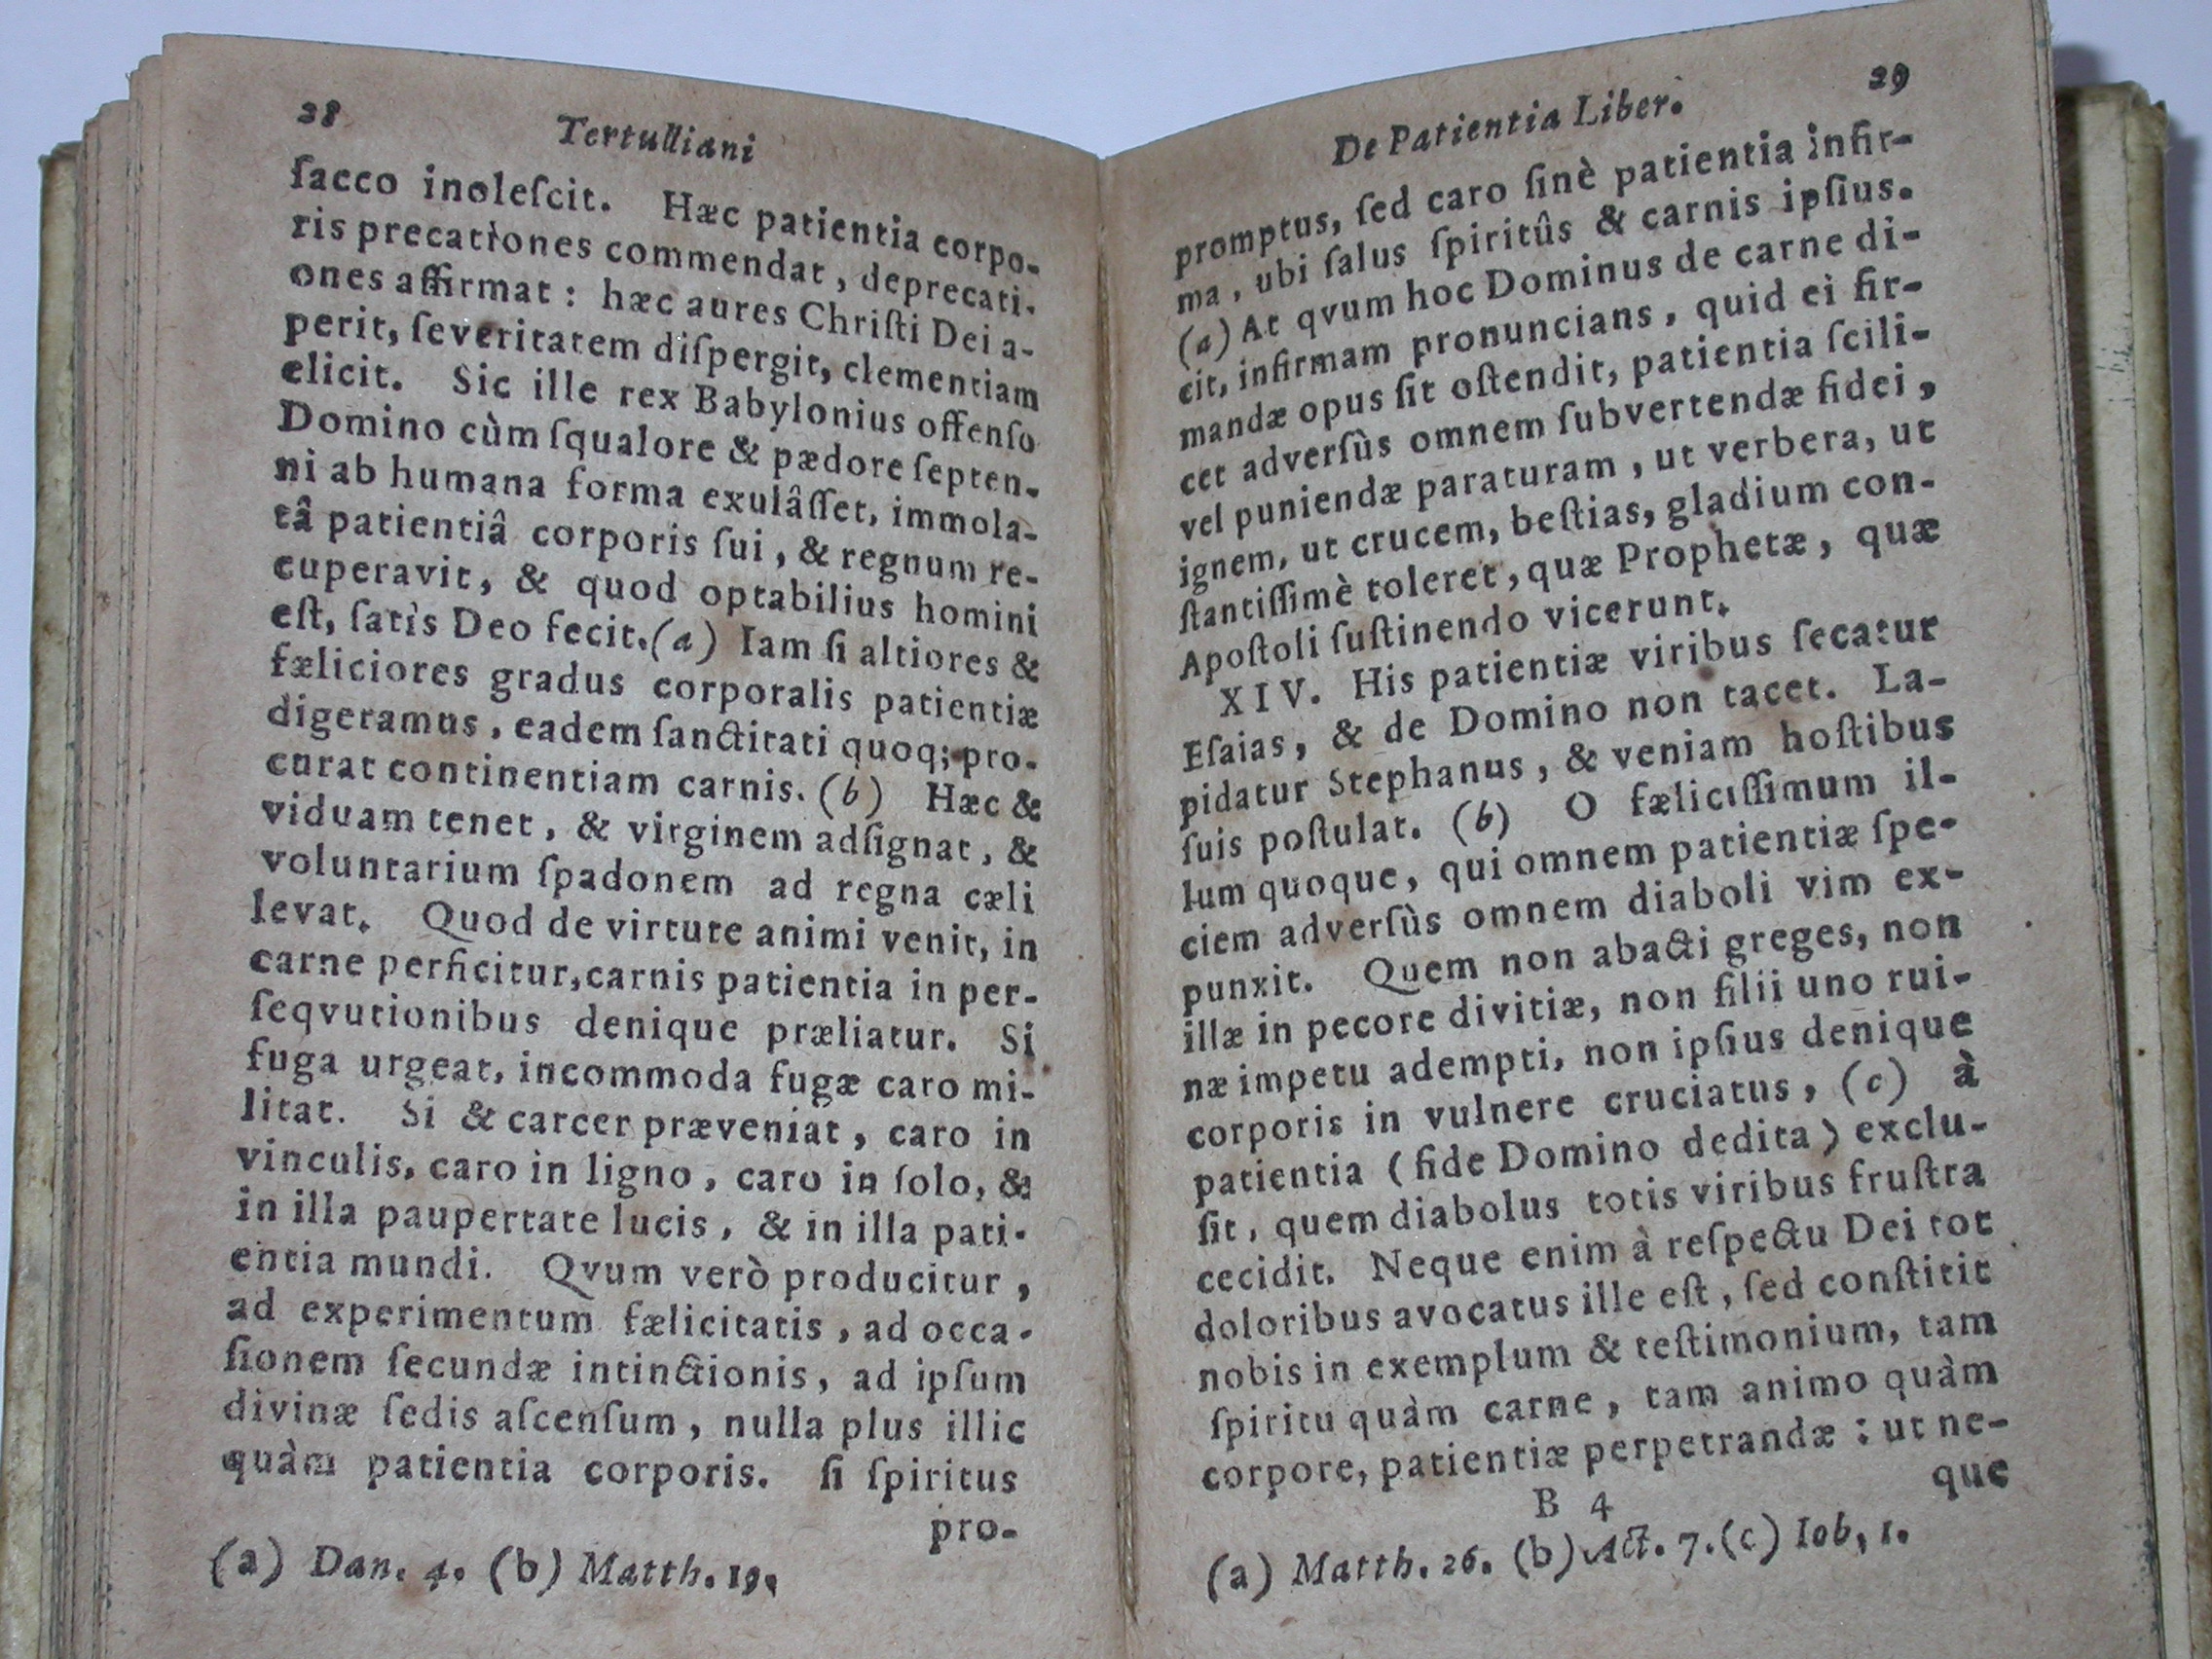 28
Tertulliani
ſacco inoleſcit. Hæc patientia corpo-
ris precationes commendat, deprecati-
ones affirmat: hæc aures Chriſti Dei a-
perit, ſeveritatem diſpergit, clementiam
elicit. Sic ille rex Babylonius offenſo
Domino cùm ſqualore & pædore ſepten-
ni ab humana forma exulâſſet, immola-
tâ patientiâ corporis ſui, & regnum re-
cuperavit, & quod optabilius homini
eſt, ſatìs Deo fecit.(a) Iam ſi altiores &
fæliciores gradus corporalis patientiæ
digeramus, eadem ſanctitati quoq; pro-
curat continentiam carnis. (b) Hæc &
viduam tenet, & virginem adſignat, &
voluntarium ſpadonem ad regna cæli
levat. Quod de virtute animi venit, in
carne perficitur, carnis patientia in per-
ſeqvutionibus denique præliatur. Si
fuga urgeat, incommoda fugæ caro mi-
litat. Si & carcer præveniat, caro in
vinculis, caro in ligno, caro in ſolo, &
in illa paupertate lucis, & in illa pati-
entia mundi. Qvum verò producitur,
ad experimentum fælicitatis, ad occa-
ſionem ſecundæ intinctionis, ad ipſum
divinæ ſedis aſcenſum, nulla plus illic
quàm patientia corporis. ſi ſpiritus
pro-
(a) Dan. 4. (b) Matth. 19.
29
De Patientia Liber.
promptus, ſed caro ſinè patientia infir-
ma, ubi ſalus ſpiritûs & carnis ipſius.
(a) At qvum hoc Dominus de carne di-
cit, infirmam pronuncians, quid ei fir-
mandæ opus ſit oſtendit, patientia ſcili-
cet adverſùs omnem ſubvertendæ fidei,
vel puniendæ paraturam, ut verbera, ut
ignem, ut crucem, beſtias, gladium con-
ſtantiſſimè toleret, quæ Prophetæ, quæ
Apoſtoli ſuſtinendo vicerunt.
XIV. His patientiæ viribus ſecatur
Eſaias, & de Domino non tacet. La-
pidatur Stephanus, & veniam hoſtibus
ſuis poſtulat. (b) O fæliciſſimum il-
lum quoque, qui omnem patientiæ ſpe-
ciem adverſùs omnem diaboli vim ex-
punxit. Quem non abacti greges, non
illæ in pecore divitiæ, non filii uno rui-
næ impetu adempti, non ipſius denique
corporis in vulnere cruciatus, (c) à
patientia (fide Domino dedita) exclu-
ſit, quem diabolus totis viribus fruſtra
cecidit. Neque enim à reſpectu Dei tot
doloribus avocatus ille eſt, ſed conſtitit
nobis in exemplum & teſtimonium, tam
ſpiritu quàm carne, tam animo quàm
corpore, patientiæ perpetrandæ: ut ne-
que
B 4
(a) Matth. 26. (b) Act. 7. (c) Iob, 1.